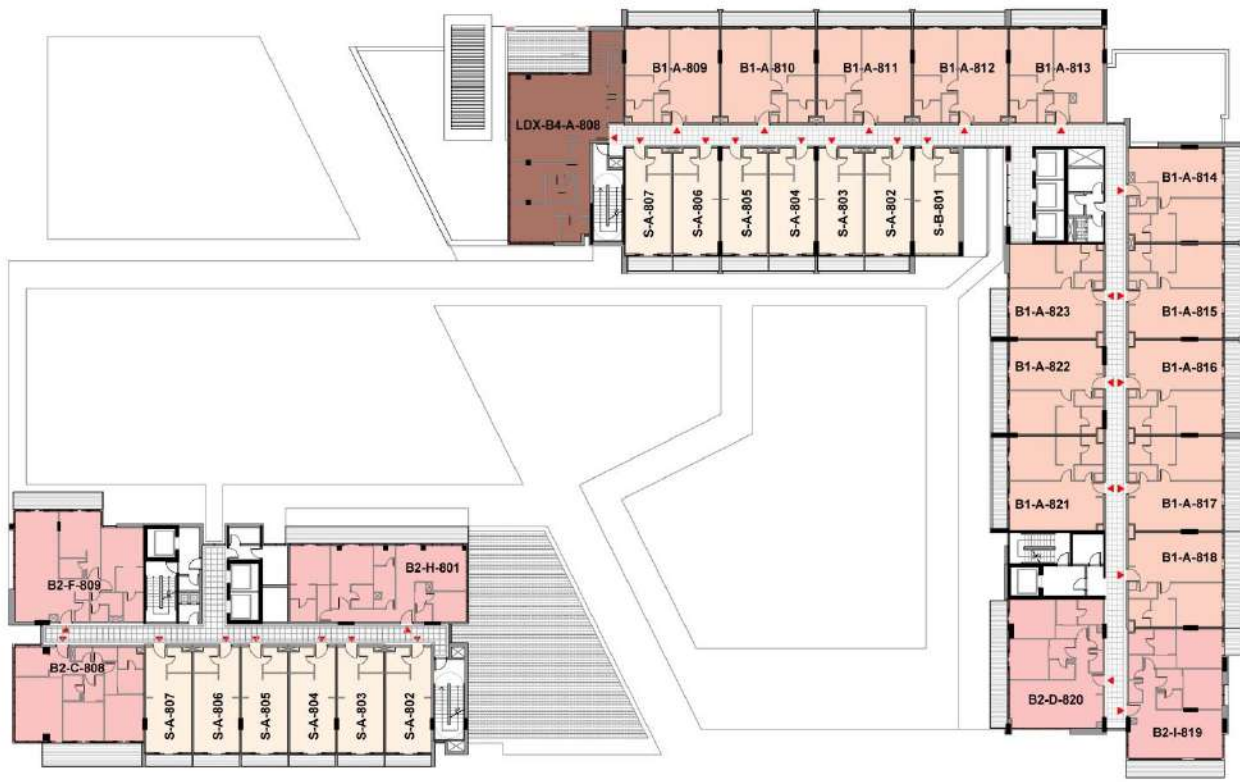 B1-A-809
B1-A-810
B1-A-811
B1-A-812
B1-A-813
LDX-B4-A-808
S-A-807
S-A-806
S-A-805
S-A-804
S-A-803
S-A-802
S-B-801
B1-A-814
B1-A-823
B1-A-815
B1-A-822
B1-A-816
B1-A-821
B1-A-817
B1-A-818
B2-D-820
B2-I-819
B2-F-809
B2-H-801
B2-C-808
S-A-807
S-A-806
S-A-805
S-A-804
S-A-803
S-A-802